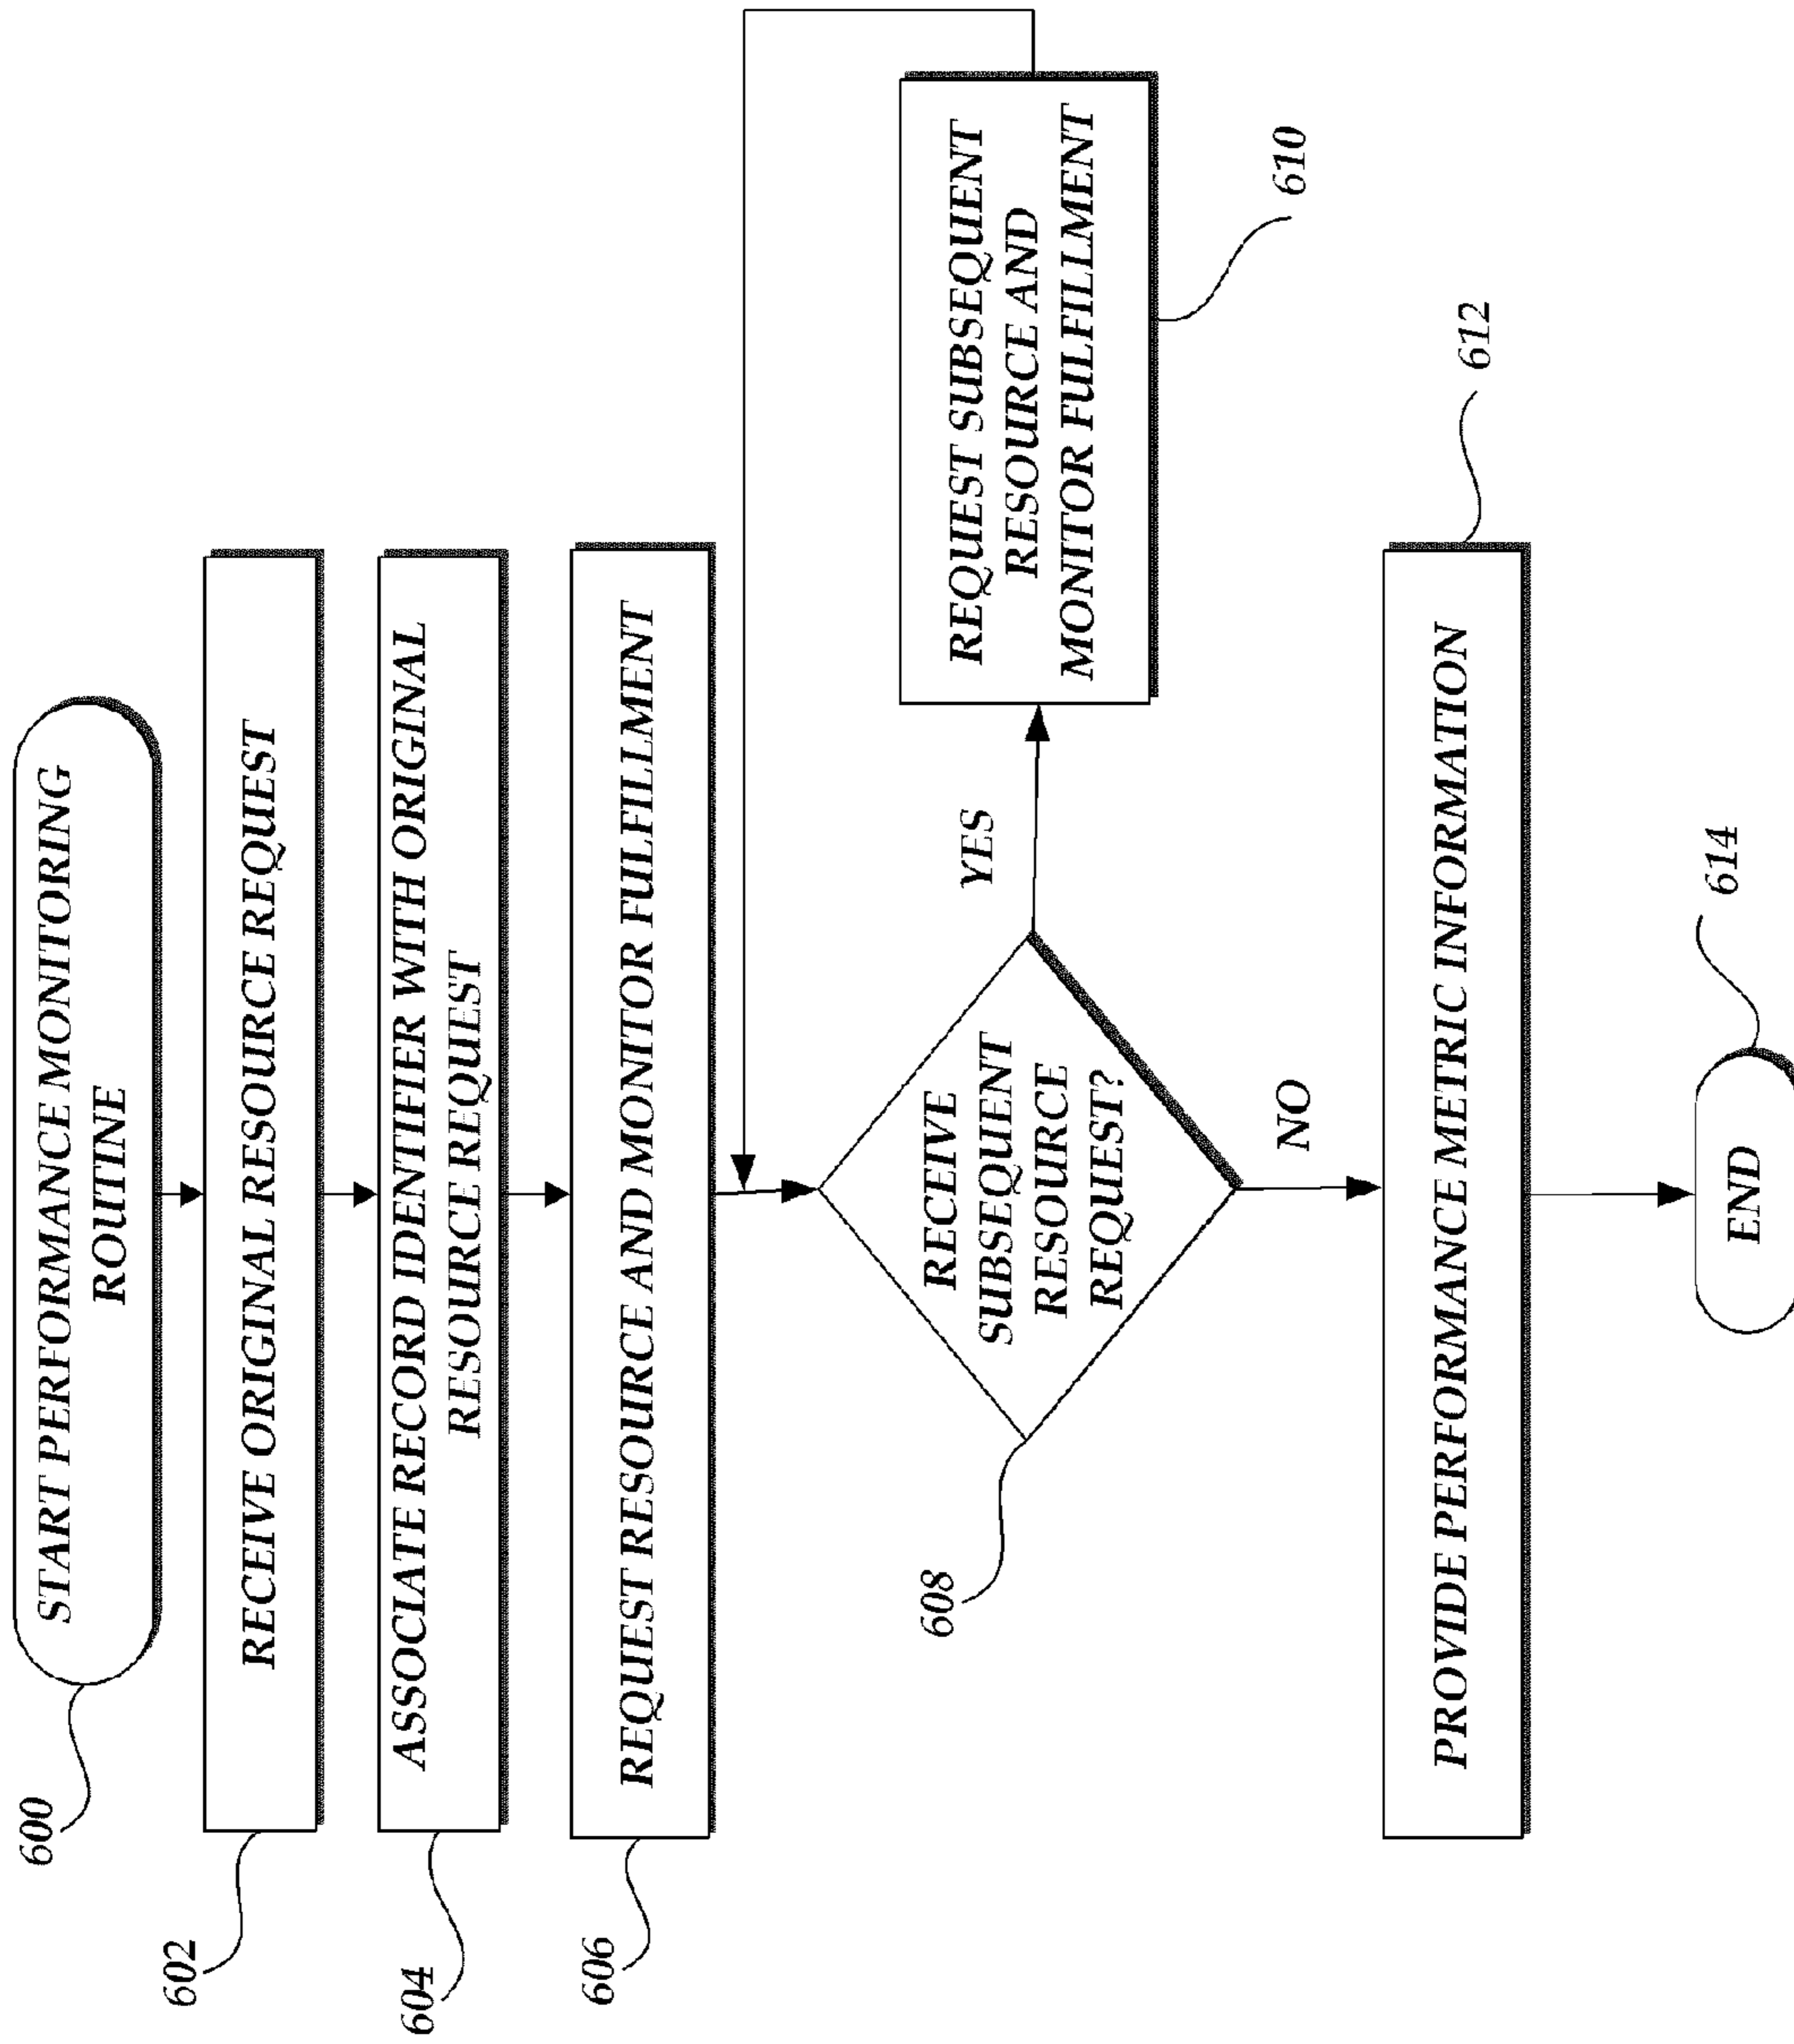 600
START PERFORMANCE MONITORING
ROUTINE
602
RECEIVE ORIGINAL RESOURCE REQUEST
604
ASSOCIATE RECORD IDENTIFIER WITH ORIGINAL
RESOURCE REQUEST
606
REQUEST RESOURCE AND MONITOR FULFILLMENT
608
RECEIVE
SUBSEQUENT
RESOURCE
REQUEST?
YES
REQUEST SUBSEQUENT
RESOURCE AND
MONITOR FULFILLMENT
610
NO
PROVIDE PERFORMANCE METRIC INFORMATION
612
END
614